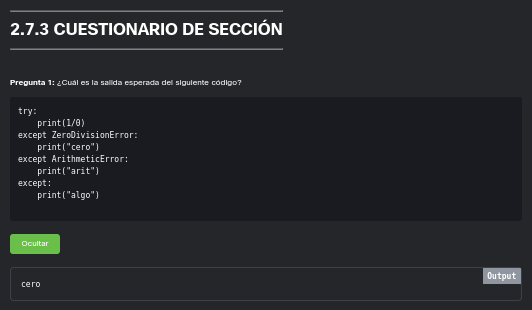 2.7.3 CUESTIONARIO DE SECCIÓN
Pregunta 1: ¿Cuál es la salida esperada del siguiente código?
try:
    print(1/0)
except ZeroDivisionError:
    print("cero")
except ArithmeticError:
    print("arit")
except:
    print("algo")
Ocultar
Output
cero